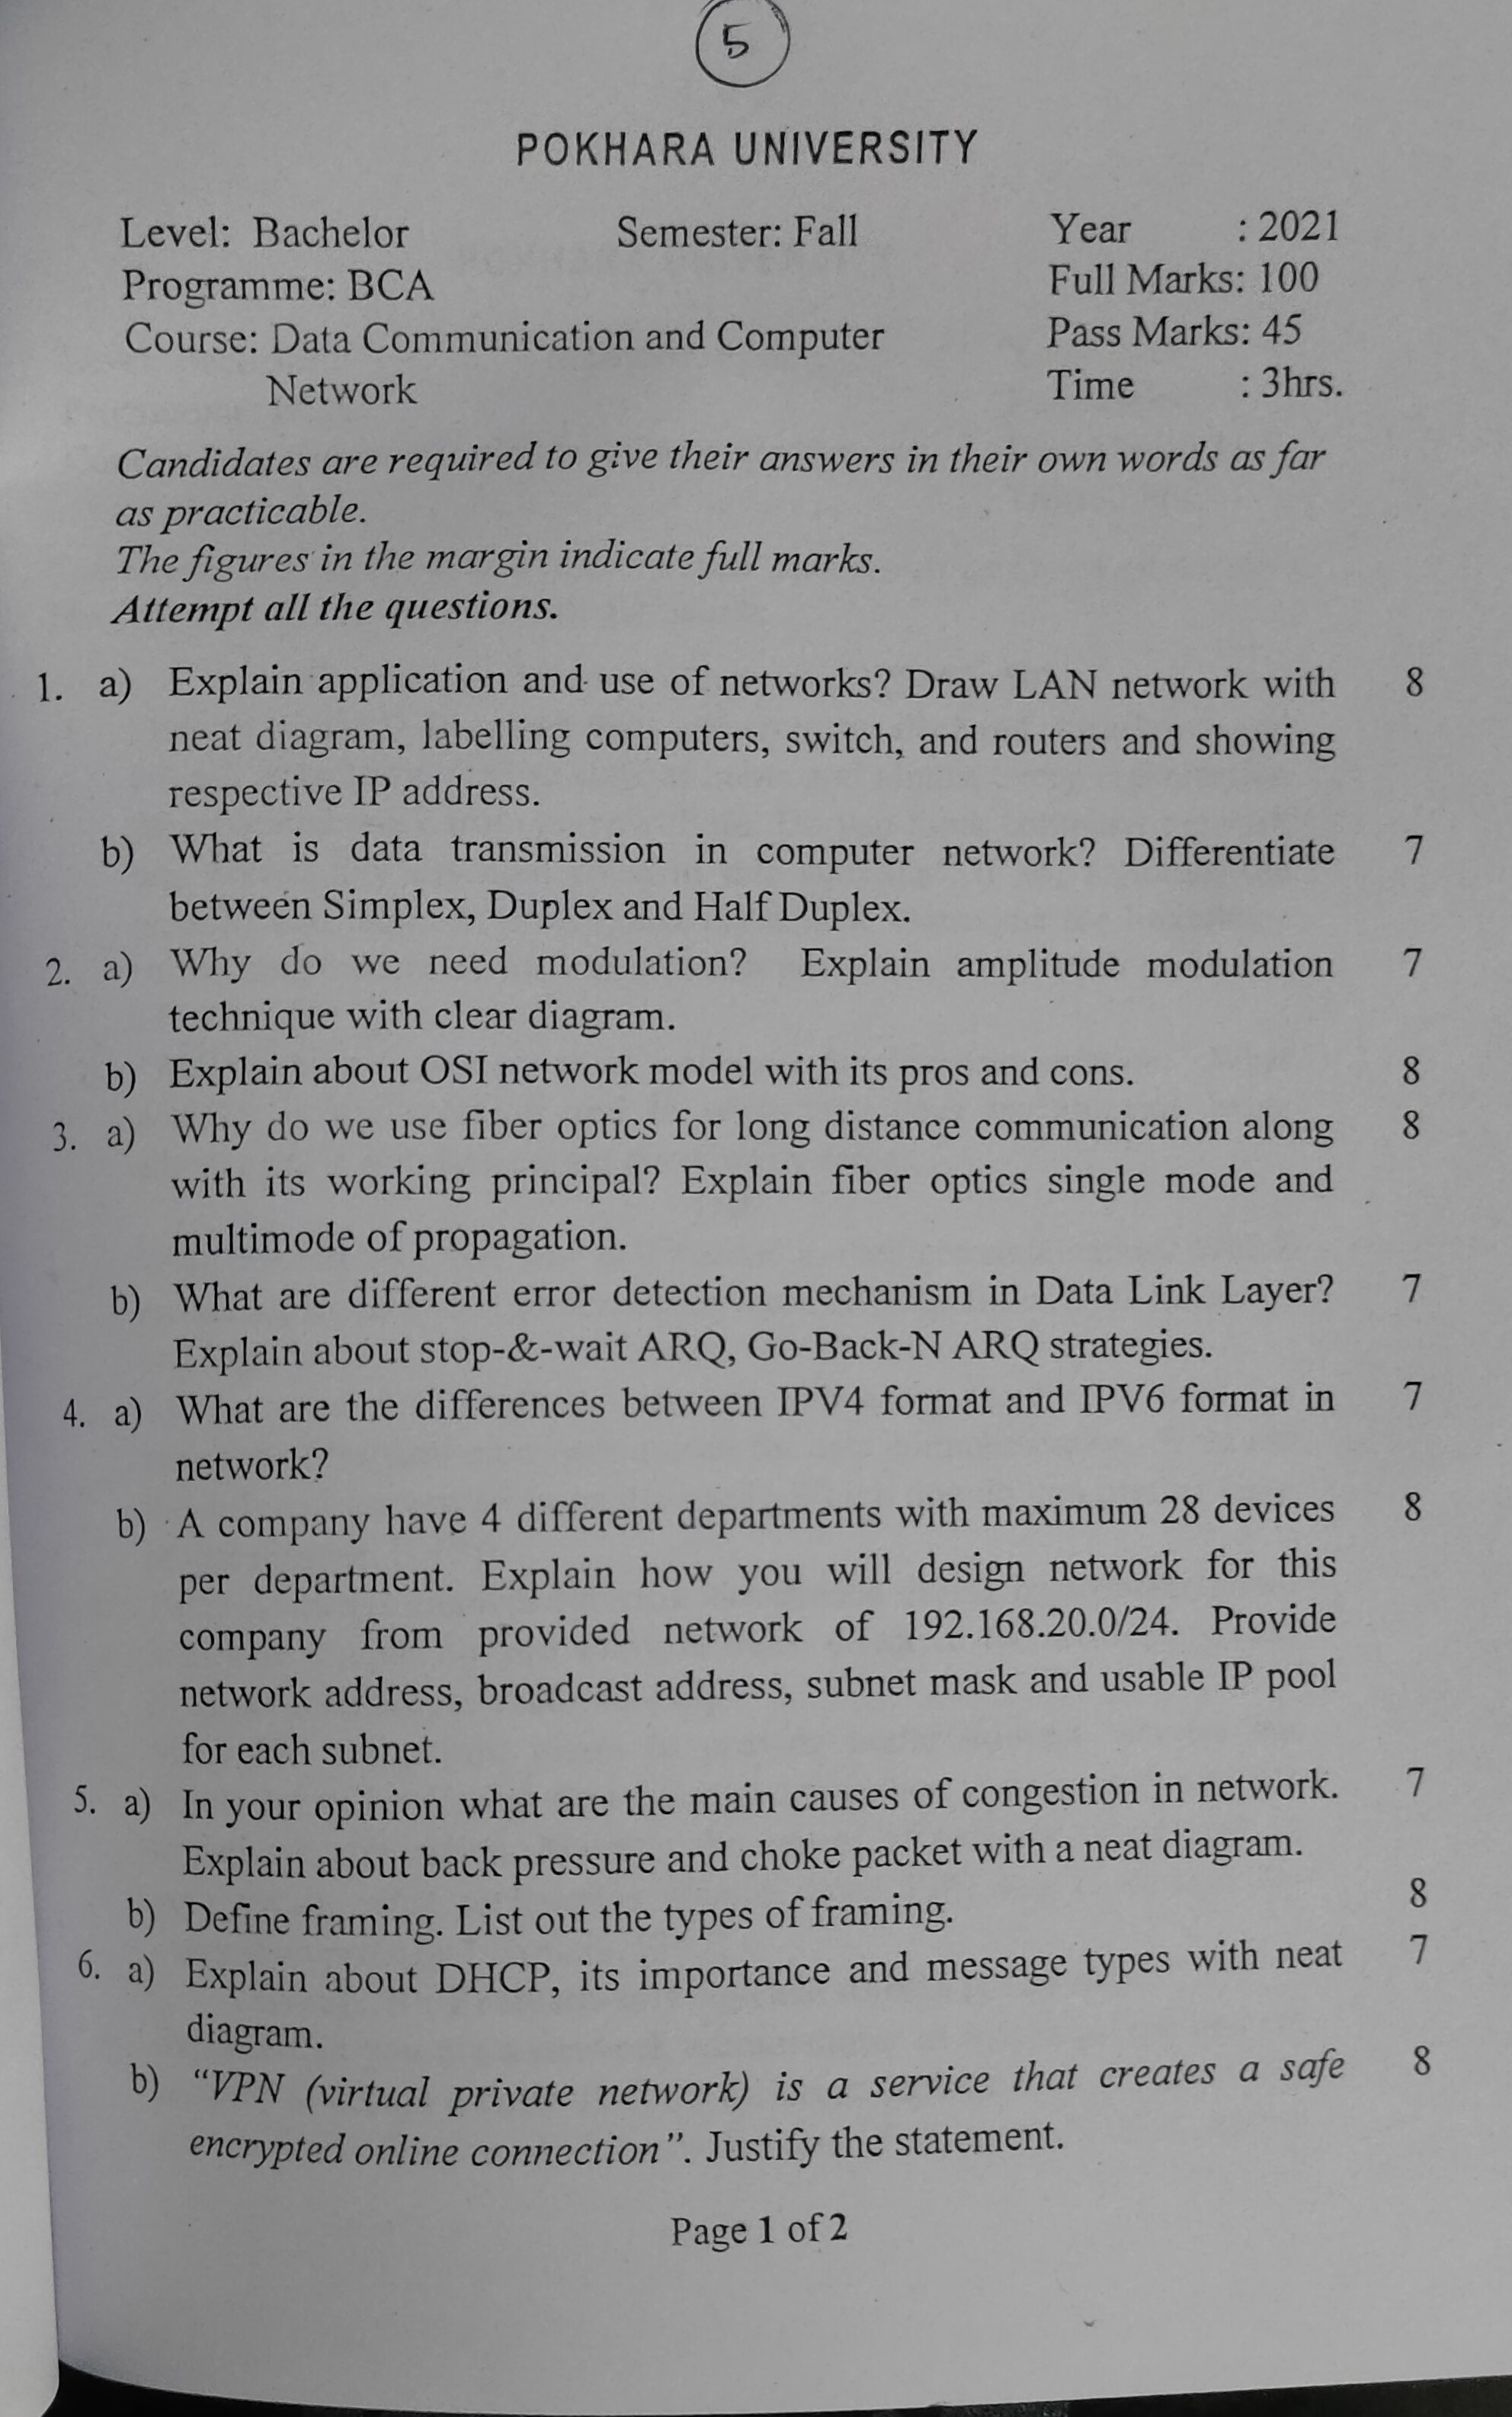 5
POKHARA UNIVERSITY
Level: Bachelor Semester: Fall Year : 2021
Programme: BCA Full Marks: 100
Course: Data Communication and Computer Pass Marks: 45
Network Time : 3hrs.
Candidates are required to give their answers in their own words as far
as practicable.
The figures in the margin indicate full marks.
Attempt all the questions.
1. a) Explain application and use of networks? Draw LAN network with 8
neat diagram, labelling computers, switch, and routers and showing
respective IP address.
b) What is data transmission in computer network? Differentiate 7
between Simplex, Duplex and Half Duplex.
2. a) Why do we need modulation? Explain amplitude modulation 7
technique with clear diagram.
b) Explain about OSI network model with its pros and cons. 8
3. a) Why do we use fiber optics for long distance communication along 8
with its working principal? Explain fiber optics single mode and
multimode of propagation.
b) What are different error detection mechanism in Data Link Layer? 7
Explain about stop-&-wait ARQ, Go-Back-N ARQ strategies.
4. a) What are the differences between IPV4 format and IPV6 format in 7
network?
b) A company have 4 different departments with maximum 28 devices 8
per department. Explain how you will design network for this
company from provided network of 192.168.20.0/24. Provide
network address, broadcast address, subnet mask and usable IP pool
for each subnet.
5. a) In your opinion what are the main causes of congestion in network. 7
Explain about back pressure and choke packet with a neat diagram.
b) Define framing. List out the types of framing. 8
6. a) Explain about DHCP, its importance and message types with neat 7
diagram.
b) “VPN (virtual private network) is a service that creates a safe 8
encrypted online connection”. Justify the statement.
Page 1 of 2